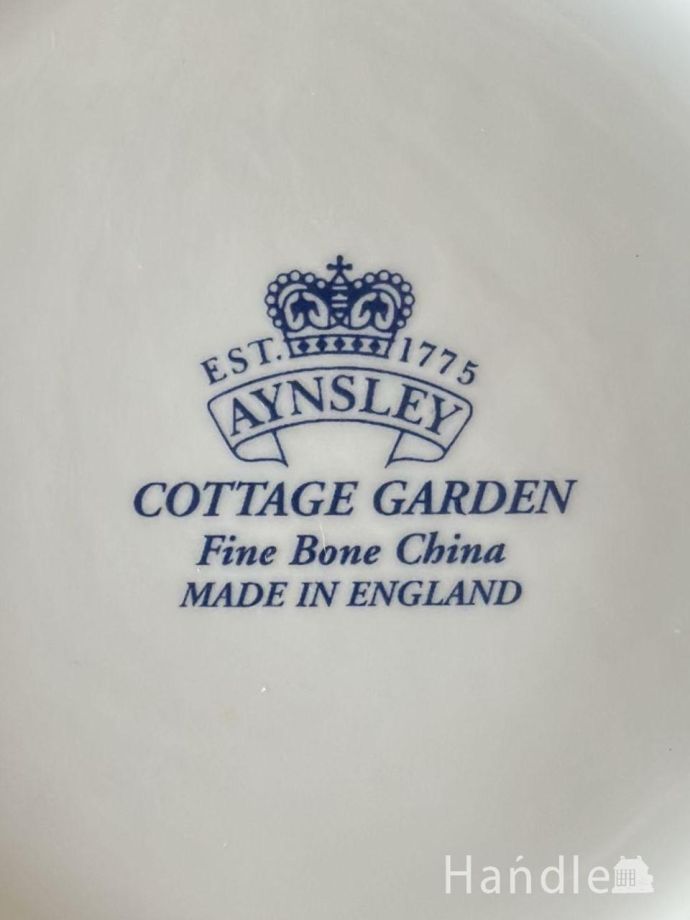 EST. 1775
AYNSLEY
COTTAGE GARDEN
Fine Bone China
MADE IN ENGLAND
Handle